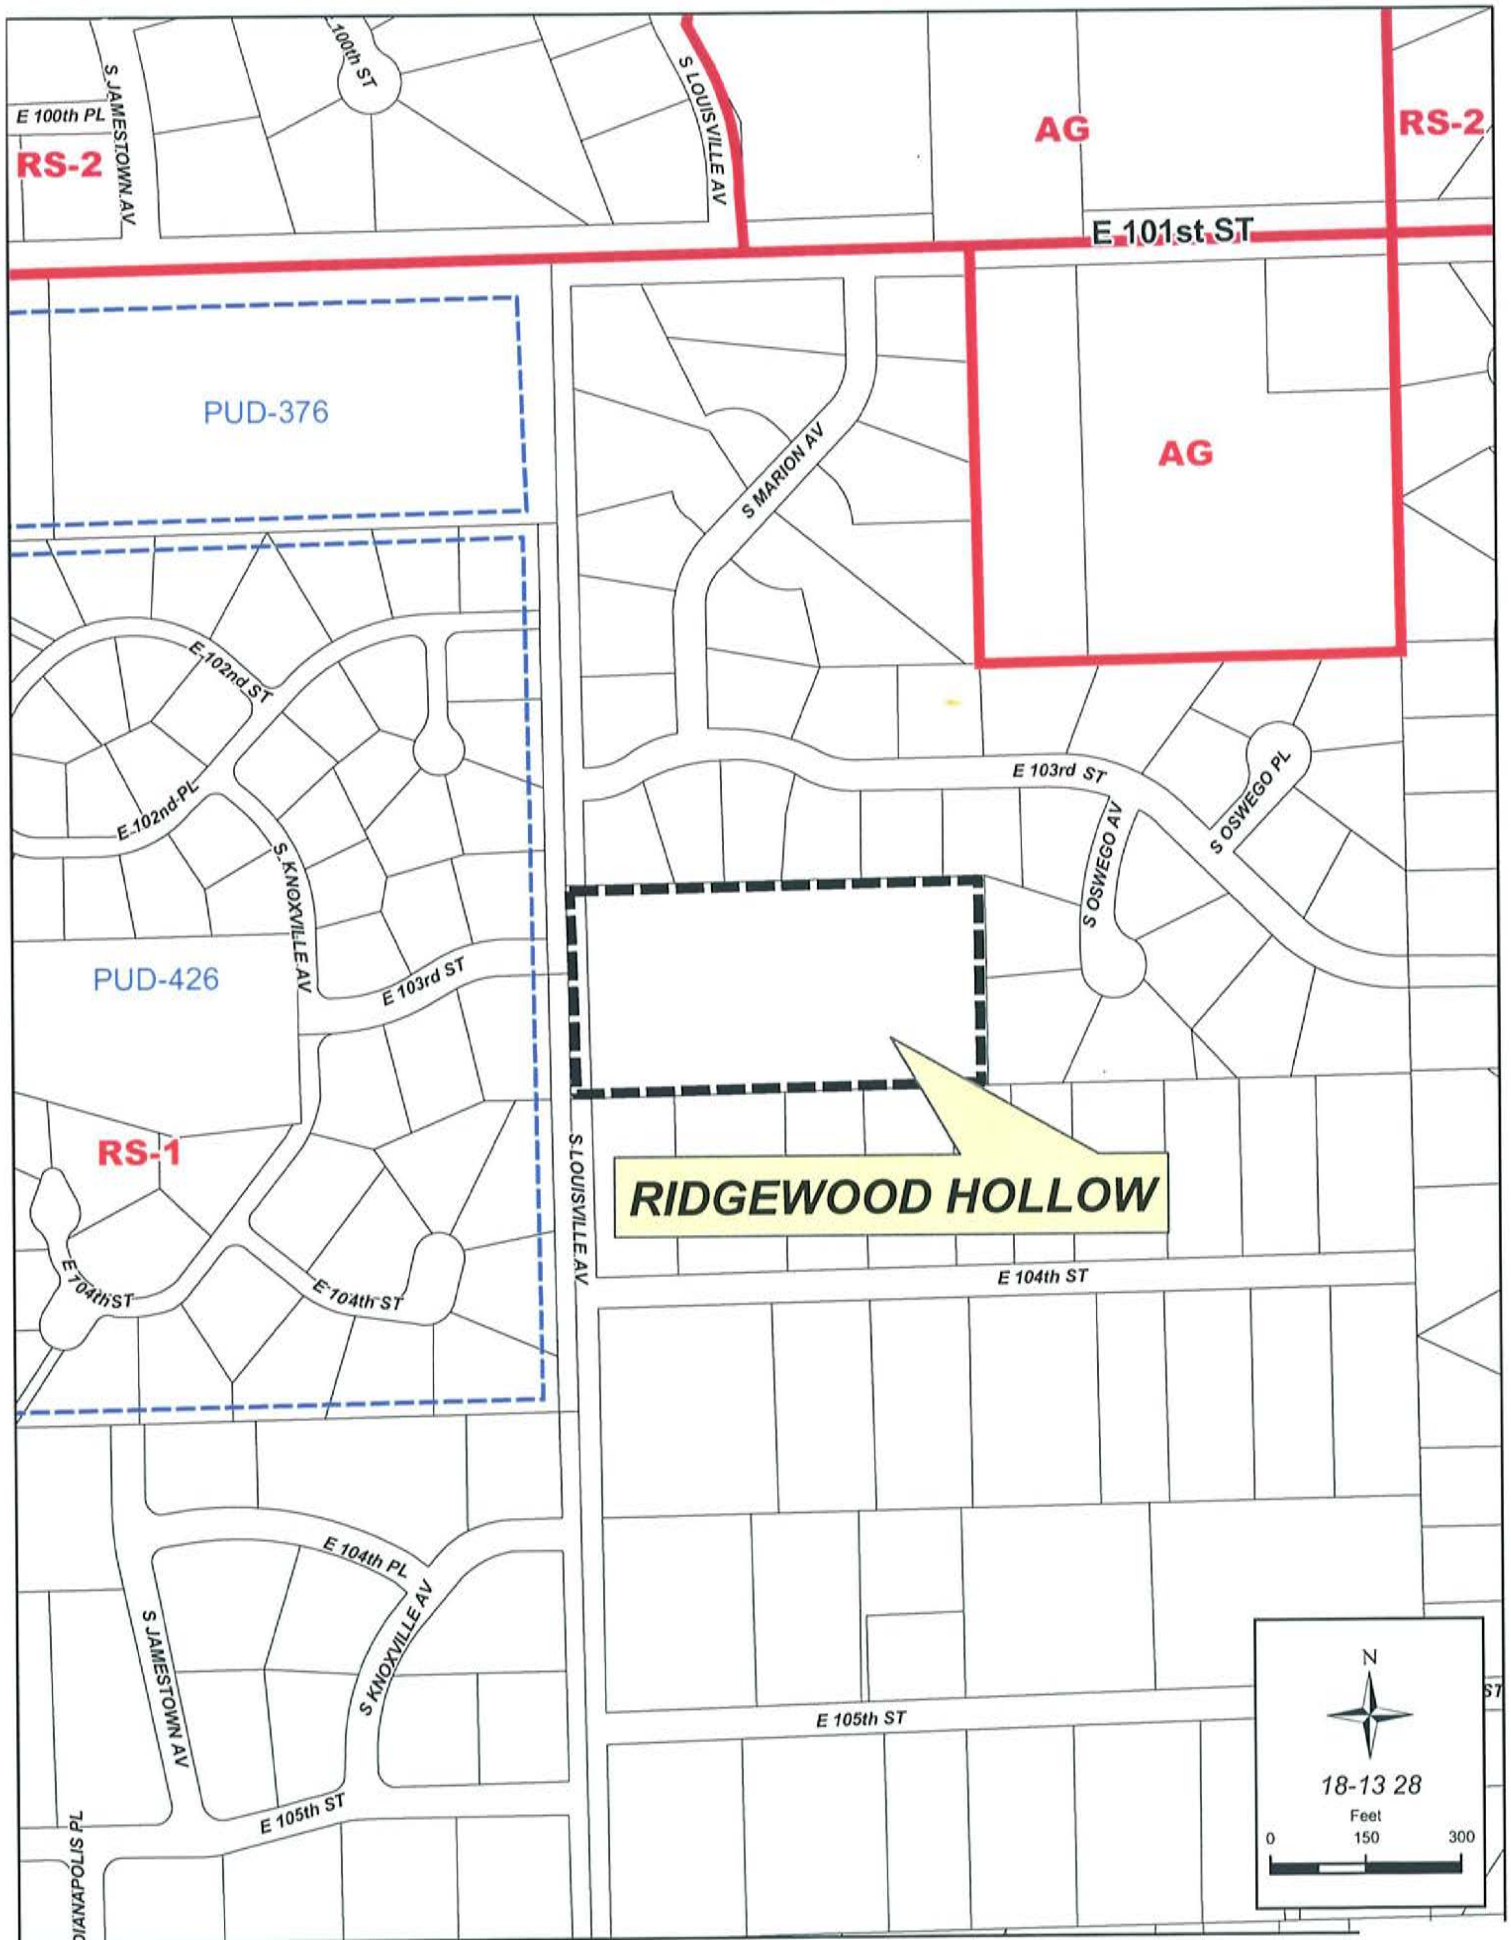 E 100th ST
S JAMESTOWN AV
S LOUISVILLE AV
E 100th PL
RS-2
AG
RS-2
E 101st ST
PUD-376
S MARION AV
AG
E 102nd ST
E 102nd PL
E 103rd ST
S OSWEGO PL
S OSWEGO AV
S KNOXVILLE AV
PUD-426
E 103rd ST
RS-1
S LOUISVILLE AV
RIDGEWOOD HOLLOW
E 104th ST
E 104th ST
E 104th ST
E 104th PL
S KNOXVILLE AV
S JAMESTOWN AV
E 105th ST
E 105th ST
ST
DIANAPOLIS PL
N
18-13 28
Feet
0 150 300